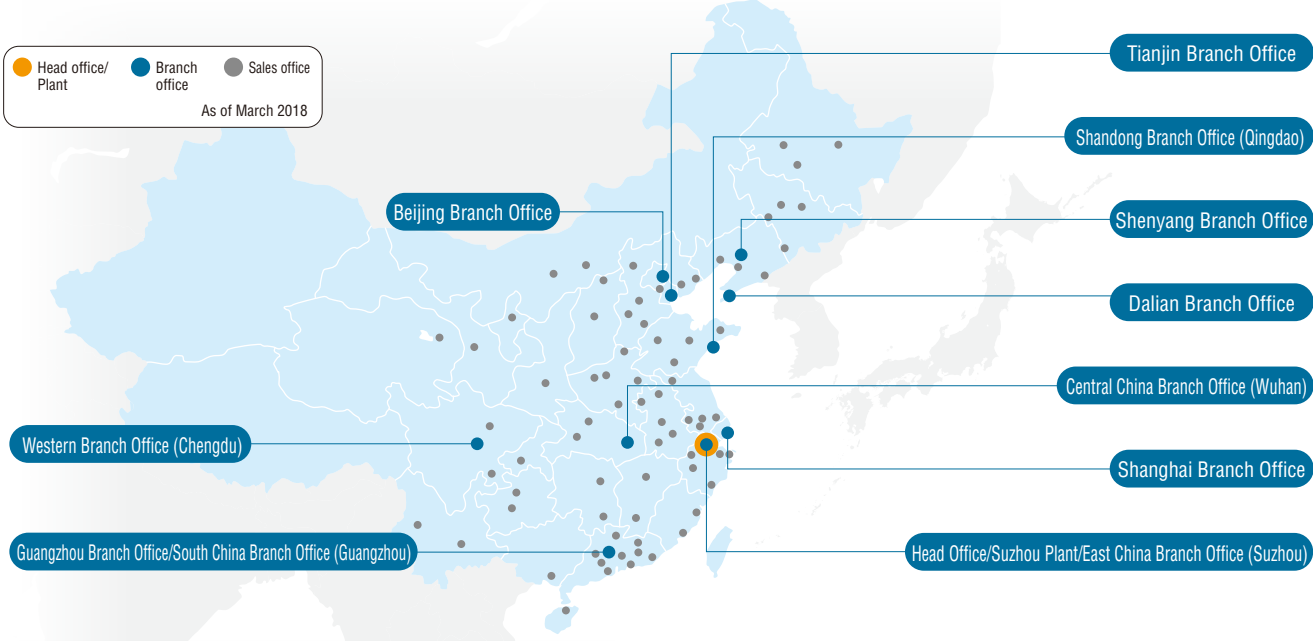 Head office/
Plant
Branch
office
Sales office
As of March 2018
Tianjin Branch Office
Shandong Branch Office (Qingdao)
Beijing Branch Office
Shenyang Branch Office
Dalian Branch Office
Central China Branch Office (Wuhan)
Western Branch Office (Chengdu)
Shanghai Branch Office
Guangzhou Branch Office/South China Branch Office (Guangzhou)
Head Office/Suzhou Plant/East China Branch Office (Suzhou)